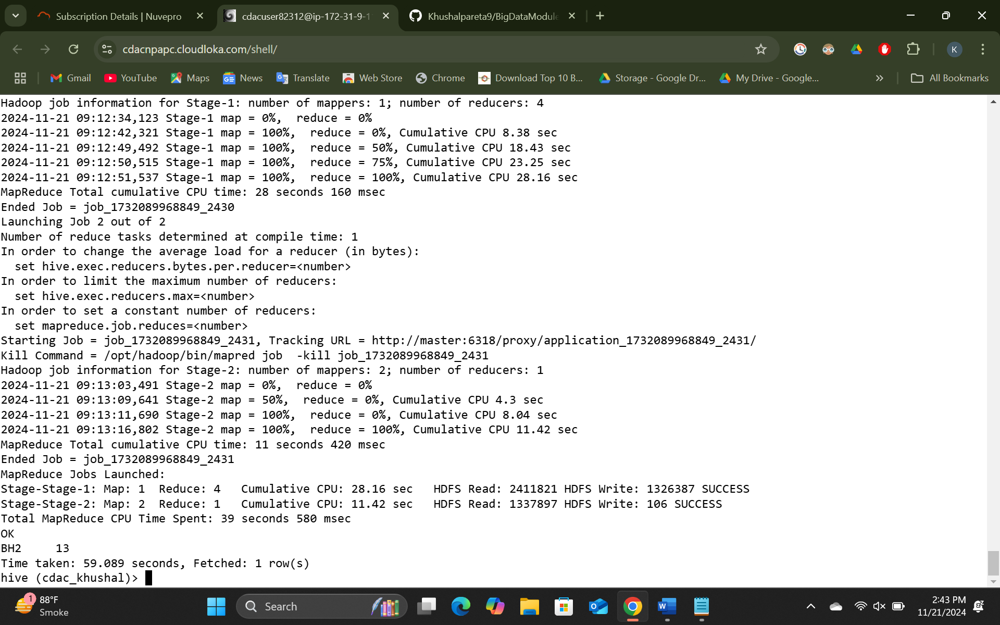 Subscription Details | Nuvepro
cdacuser82312@ip-172-31-9-1
Khushalpareta9/BigDataModule
cdacnpapc.cloudloka.com/shell/
K
Gmail
YouTube
Maps
News
Translate
Web Store
Chrome
Download Top 10 B...
Storage - Google Dr...
My Drive - Google...
All Bookmarks
Hadoop job information for Stage-1: number of mappers: 1; number of reducers: 4
2024-11-21 09:12:34,123 Stage-1 map = 0%,  reduce = 0%
2024-11-21 09:12:42,321 Stage-1 map = 100%,  reduce = 0%, Cumulative CPU 8.38 sec
2024-11-21 09:12:49,492 Stage-1 map = 100%,  reduce = 50%, Cumulative CPU 18.43 sec
2024-11-21 09:12:50,515 Stage-1 map = 100%,  reduce = 75%, Cumulative CPU 23.25 sec
2024-11-21 09:12:51,537 Stage-1 map = 100%,  reduce = 100%, Cumulative CPU 28.16 sec
MapReduce Total cumulative CPU time: 28 seconds 160 msec
Ended Job = job_1732089968849_2430
Launching Job 2 out of 2
Number of reduce tasks determined at compile time: 1
In order to change the average load for a reducer (in bytes):
  set hive.exec.reducers.bytes.per.reducer=<number>
In order to limit the maximum number of reducers:
  set hive.exec.reducers.max=<number>
In order to set a constant number of reducers:
  set mapreduce.job.reduces=<number>
Starting Job = job_1732089968849_2431, Tracking URL = http://master:6318/proxy/application_1732089968849_2431/
Kill Command = /opt/hadoop/bin/mapred job  -kill job_1732089968849_2431
Hadoop job information for Stage-2: number of mappers: 2; number of reducers: 1
2024-11-21 09:13:03,491 Stage-2 map = 0%,  reduce = 0%
2024-11-21 09:13:09,641 Stage-2 map = 50%,  reduce = 0%, Cumulative CPU 4.3 sec
2024-11-21 09:13:11,690 Stage-2 map = 100%,  reduce = 0%, Cumulative CPU 8.04 sec
2024-11-21 09:13:16,802 Stage-2 map = 100%,  reduce = 100%, Cumulative CPU 11.42 sec
MapReduce Total cumulative CPU time: 11 seconds 420 msec
Ended Job = job_1732089968849_2431
MapReduce Jobs Launched:
Stage-Stage-1: Map: 1  Reduce: 4   Cumulative CPU: 28.16 sec   HDFS Read: 2411821 HDFS Write: 1326387 SUCCESS
Stage-Stage-2: Map: 2  Reduce: 1   Cumulative CPU: 11.42 sec   HDFS Read: 1337897 HDFS Write: 106 SUCCESS
Total MapReduce CPU Time Spent: 39 seconds 580 msec
OK
BH2     13
Time taken: 59.089 seconds, Fetched: 1 row(s)
hive (cdac_khushal)>
1
88°F
Smoke
Search
2:43 PM
11/21/2024